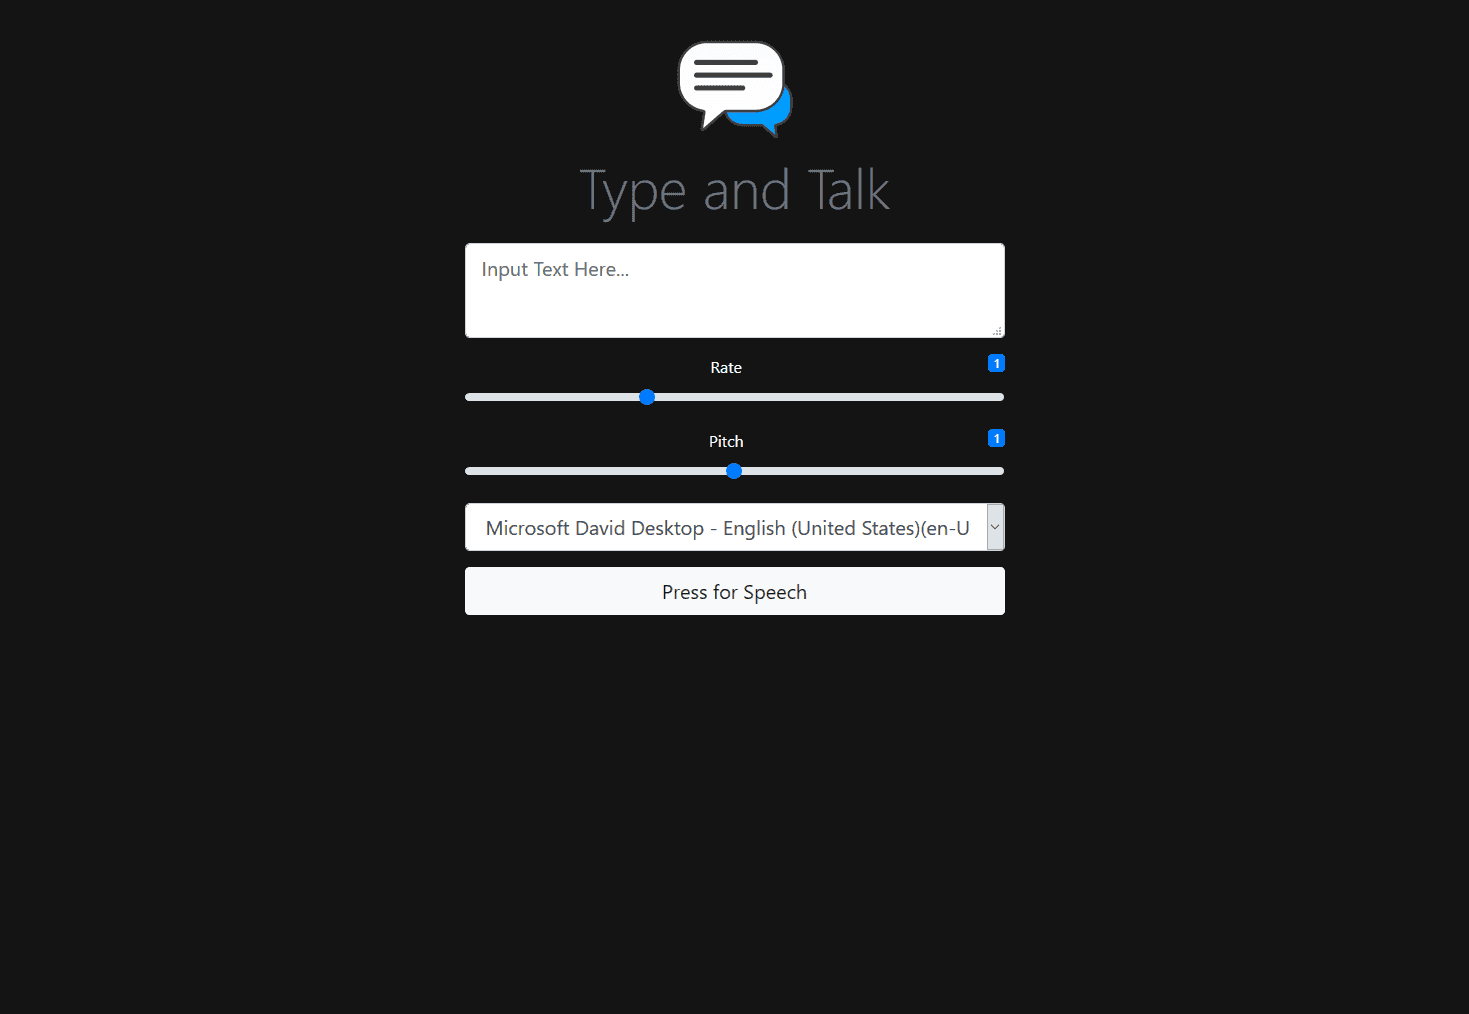 Type and Talk
Input Text Here...
Rate
1
Pitch
1
Microsoft David Desktop - English (United States)(en-U
Press for Speech